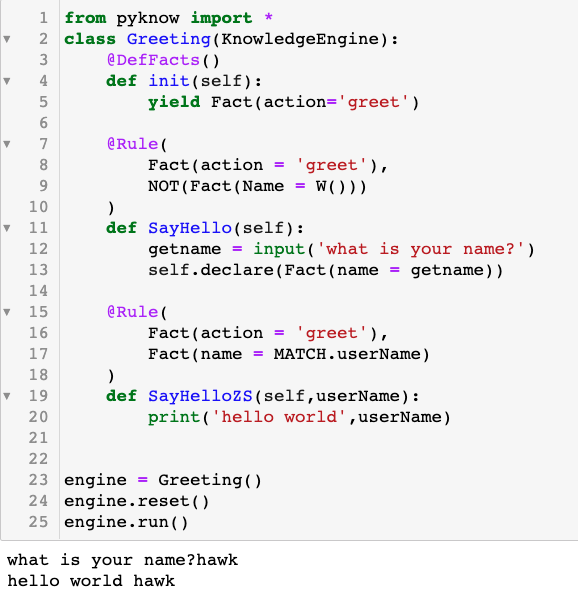 1 from pyknow import *
2 class Greeting(KnowledgeEngine):
3     @DefFacts()
4     def init(self):
5         yield Fact(action='greet')
6
7     @Rule(
8         Fact(action = 'greet'),
9         NOT(Fact(Name = W()))
10     )
11     def SayHello(self):
12         getname = input('what is your name?')
13         self.declare(Fact(name = getname))
14
15     @Rule(
16         Fact(action = 'greet'),
17         Fact(name = MATCH.userName)
18     )
19     def SayHelloZS(self,userName):
20         print('hello world',userName)
21
22
23 engine = Greeting()
24 engine.reset()
25 engine.run()
what is your name?hawk
hello world hawk